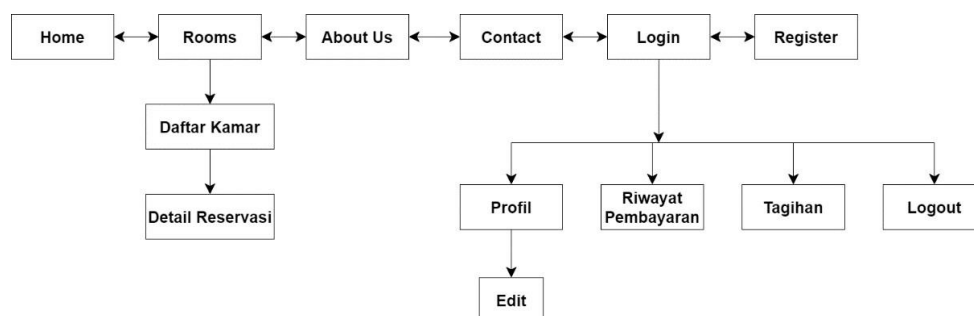 Home
Rooms
About Us
Contact
Login
Register
Daftar Kamar
Detail Reservasi
Profil
Riwayat
Pembayaran
Tagihan
Logout
Edit